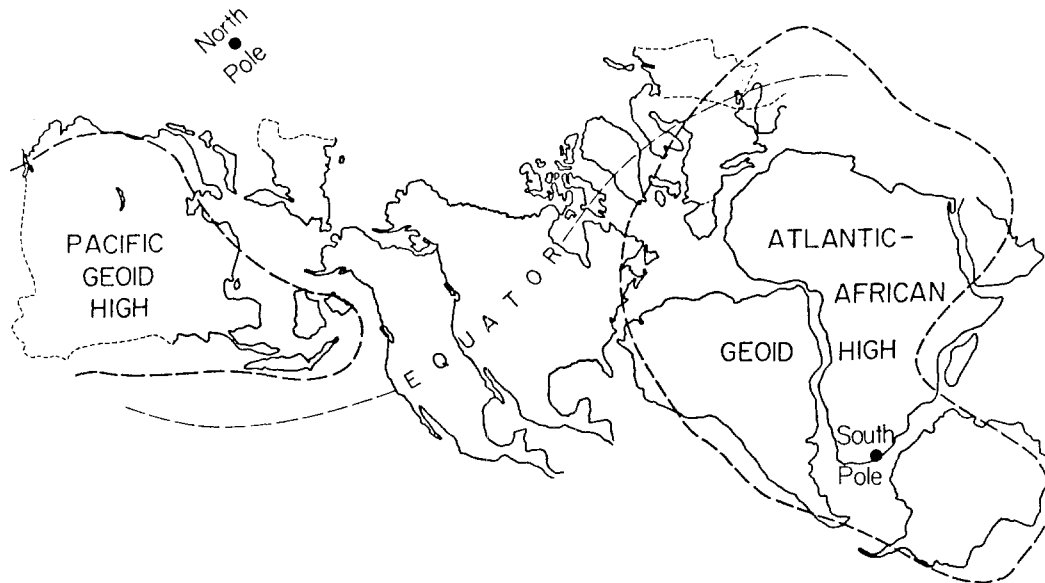 North
Pole
PACIFIC
GEOID
HIGH
EQUATOR
ATLANTIC-
AFRICAN
GEOID HIGH
South
Pole